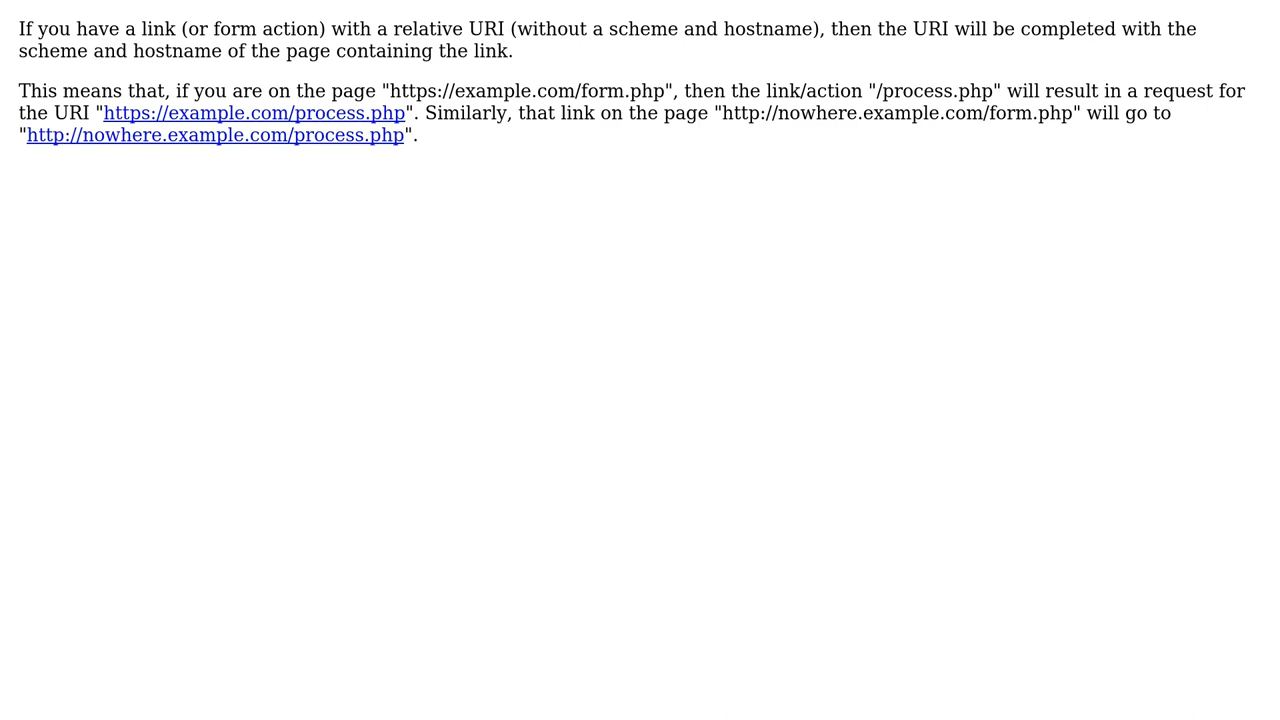 If you have a link (or form action) with a relative URI (without a scheme and hostname), then the URI will be completed with the
scheme and hostname of the page containing the link.
This means that, if you are on the page "https://example.com/form.php", then the link/action "/process.php" will result in a request for
the URI "https://example.com/process.php". Similarly, that link on the page "http://nowhere.example.com/form.php" will go to
"http://nowhere.example.com/process.php".